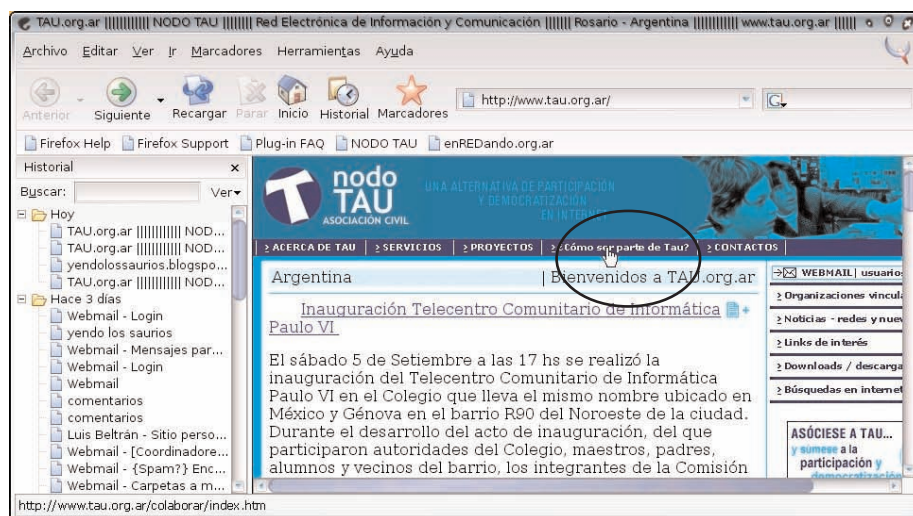 TAU.org.ar |||||||||||| NODO TAU ||||||| Red Electrónica de Información y Comunicación ||||||| Rosario - Argentina |||||||||||| www.tau.org.ar ||||||
Archivo Editar Ver Ir Marcadores Herramientas Ayuda
Anterior Siguiente Recargar Parar Inicio Historial Marcadores http://www.tau.org.ar/ G
Firefox Help Firefox Support Plug-in FAQ NODO TAU enREDando.org.ar
Historial x
Buscar: Ver
Hoy
TAU.org.ar |||||||||||| NOD...
TAU.org.ar |||||||||||| NOD...
yendolossaurios.blogspo...
TAU.org.ar |||||||||||| NOD...
Hace 3 días
Webmail - Login
yendo los saurios
Webmail - Mensajes par...
Webmail - Login
Webmail
comentarios
comentarios
Luis Beltrán - Sitio perso...
Webmail - [Coordinadore...
Webmail - {Spam?} Enc...
Webmail - Carpetas a m...
nodo
TAU
ASOCIACIÓN CIVIL
UNA ALTERNATIVA DE PARTICIPACIÓN
Y DEMOCRATIZACIÓN
EN INTERNET
> ACERCA DE TAU | > SERVICIOS | > PROYECTOS | > ¿Cómo ser parte de Tau? > CONTACTOS |
Argentina | Bienvenidos a TAU.org.ar
Inauguración Telecentro Comunitario de Informática
Paulo VI
El sábado 5 de Setiembre a las 17 hs se realizó la
inauguración del Telecentro Comunitario de Informática
Paulo VI en el Colegio que lleva el mismo nombre ubicado en
México y Génova en el barrio R90 del Noroeste de la ciudad.
Durante el desarrollo del acto de inauguración, del que
participaron autoridades del Colegio, maestros, padres,
alumnos y vecinos del barrio, los integrantes de la Comisión
WEBMAIL | usuarios
> Organizaciones vincula
> Noticias - redes y nuev
> Links de interés
> Downloads / descarga
> Búsquedas en internet
ASÓCIESE A TAU...
y súmese a la
participación y
democratización
http://www.tau.org.ar/colaborar/index.htm